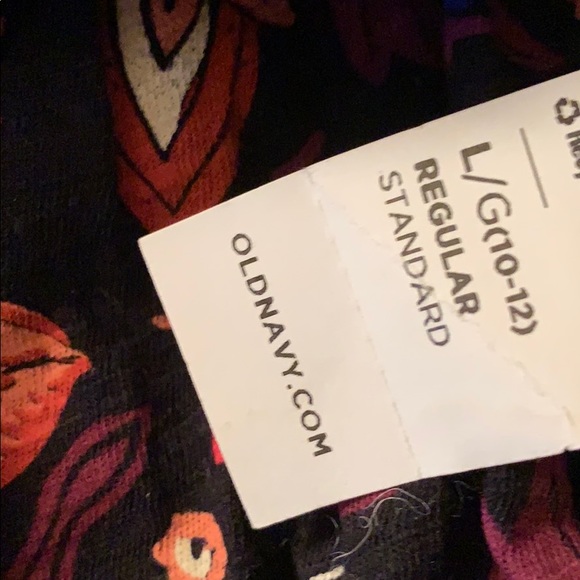 L/G(10-12)
REGULAR
STANDARD
OLDNAVY.COM